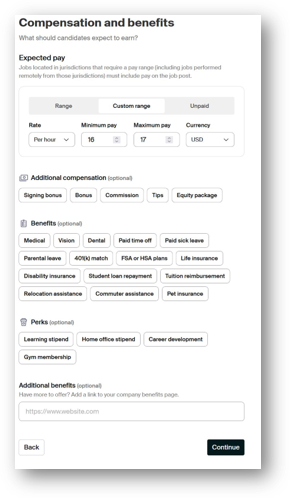 Compensation and benefits
What should candidates expect to earn?
Expected pay
Jobs located in jurisdictions that require a pay range (including jobs performed
remotely from those jurisdictions) must include pay on the job post.
Range Custom range Unpaid
Rate Minimum pay Maximum pay Currency
Per hour 16 17 USD
Additional compensation (optional)
Signing bonus Bonus Commission Tips Equity package
Benefits (optional)
Medical Vision Dental Paid time off Paid sick leave
Parental leave 401(k) match FSA or HSA plans Life insurance
Disability insurance Student loan repayment Tuition reimbursement
Relocation assistance Commuter assistance Pet insurance
Perks (optional)
Learning stipend Home office stipend Career development
Gym membership
Additional benefits (optional)
Have more to offer? Add a link to your company benefits page.
https://www.website.com
Back Continue